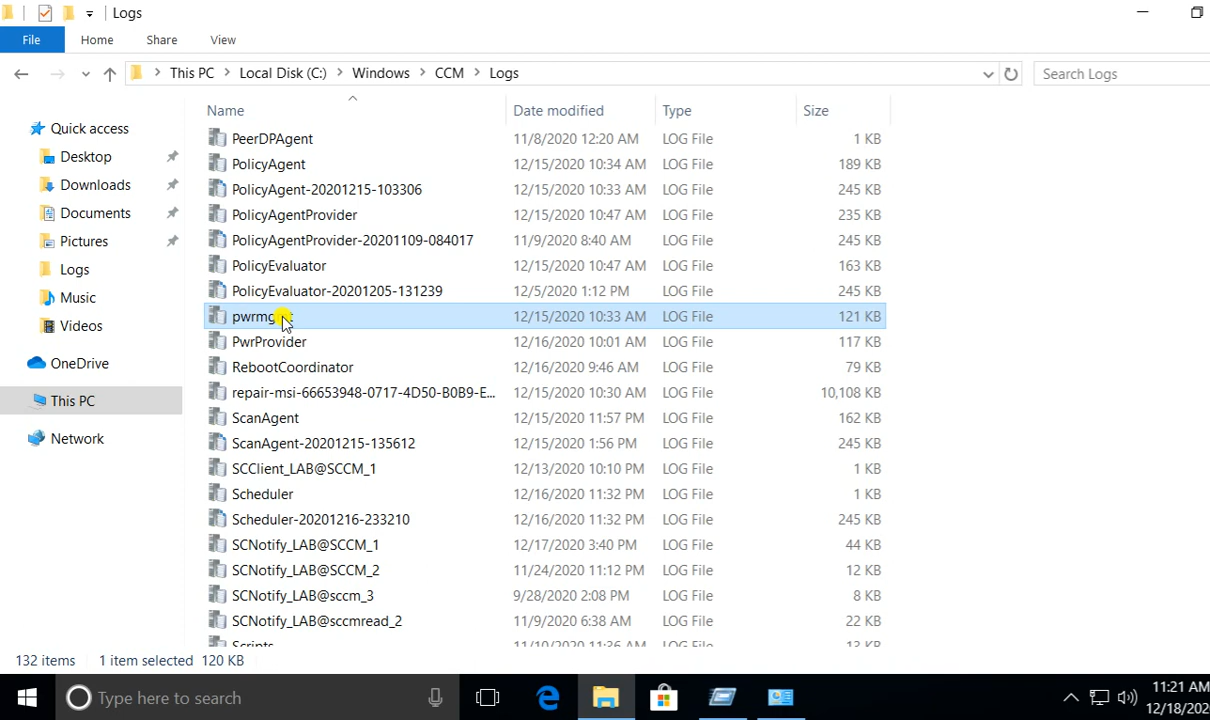 Logs
File Home Share View
This PC Local Disk (C:) Windows CCM Logs Search Logs
Name Date modified Type Size
Quick access
Desktop
Downloads
Documents
Pictures
Logs
Music
Videos
OneDrive
This PC
Network
PeerDPAgent 11/8/2020 12:20 AM LOG File 1 KB
PolicyAgent 12/15/2020 10:34 AM LOG File 189 KB
PolicyAgent-20201215-103306 12/15/2020 10:33 AM LOG File 245 KB
PolicyAgentProvider 12/15/2020 10:47 AM LOG File 235 KB
PolicyAgentProvider-20201109-084017 11/9/2020 8:40 AM LOG File 245 KB
PolicyEvaluator 12/15/2020 10:47 AM LOG File 163 KB
PolicyEvaluator-20201205-131239 12/5/2020 1:12 PM LOG File 245 KB
12/15/2020 10:33 AM LOG File 121 KB
PwrProvider 12/16/2020 10:01 AM LOG File 117 KB
RebootCoordinator 12/16/2020 9:46 AM LOG File 79 KB
repair-msi-66653948-0717-4D50-B0B9-E... 12/15/2020 10:30 AM LOG File 10,108 KB
ScanAgent 12/15/2020 11:57 PM LOG File 162 KB
ScanAgent-20201215-135612 12/15/2020 1:56 PM LOG File 245 KB
SCClient_LAB@SCCM_1 12/13/2020 10:10 PM LOG File 1 KB
Scheduler 12/16/2020 11:32 PM LOG File 1 KB
Scheduler-20201216-233210 12/16/2020 11:32 PM LOG File 245 KB
SCNotify_LAB@SCCM_1 12/17/2020 3:40 PM LOG File 44 KB
SCNotify_LAB@SCCM_2 11/24/2020 11:12 PM LOG File 12 KB
SCNotify_LAB@sccm_3 9/28/2020 2:08 PM LOG File 8 KB
SCNotify_LAB@sccmread_2 11/9/2020 6:38 AM LOG File 22 KB
Scripts 11/10/2020 11:36 AM LOG File 13 KB
132 items 1 item selected 120 KB
Type here to search
11:21 AM
12/18/202